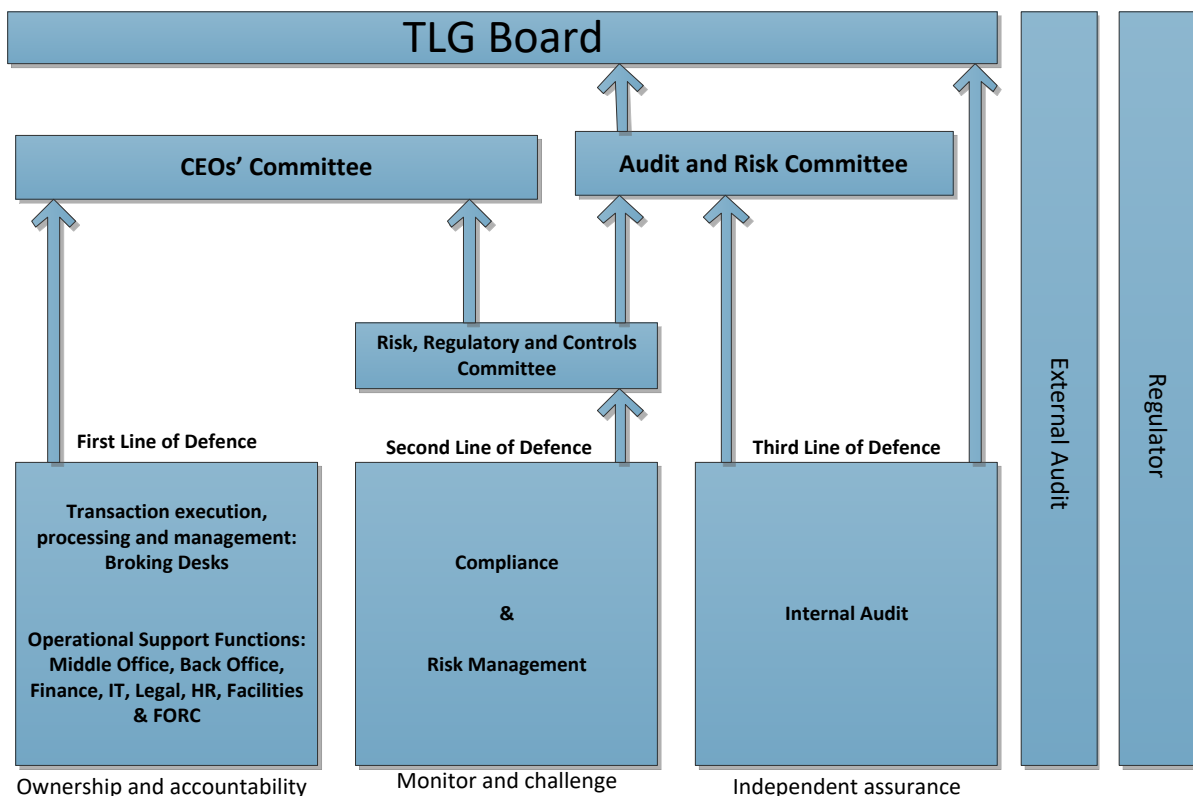 TLG Board
CEOs' Committee
Audit and Risk Committee
Risk, Regulatory and Controls
Committee
First Line of Defence
Second Line of Defence
Third Line of Defence
Transaction execution,
processing and management:
Broking Desks
Operational Support Functions:
Middle Office, Back Office,
Finance, IT, Legal, HR, Facilities
& FORC
Compliance
&
Risk Management
Internal Audit
Ownership and accountability
Monitor and challenge
Independent assurance
External Audit
Regulator